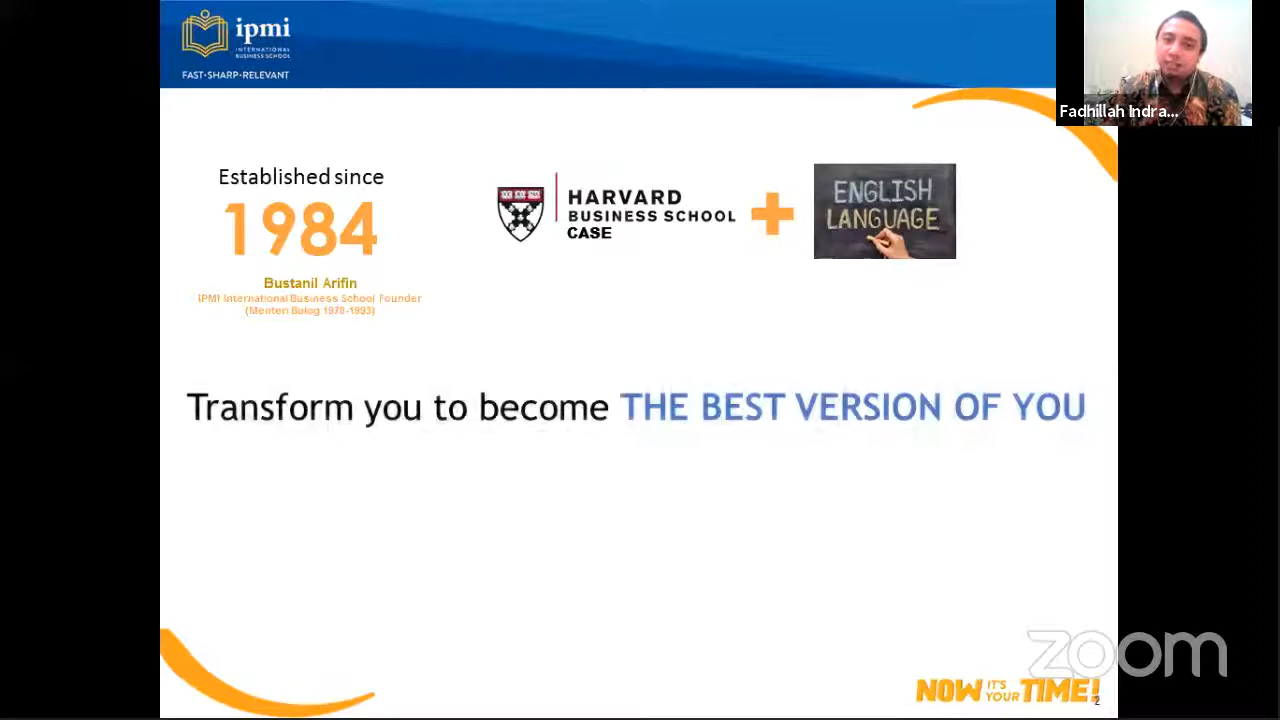 ipmi
INTERNATIONAL
BUSINESS SCHOOL
FAST•SHARP•RELEVANT
Fadhillah Indra...
Established since
1984
Bustanil Arifin
IPMI International Business School Founder
(Menteri Bulog 1978-1993)
HARVARD
BUSINESS SCHOOL
CASE
ENGLISH
LANGUAGE
Transform you to become THE BEST VERSION OF YOU
zoom
NOW IT'S YOUR TIME!
2